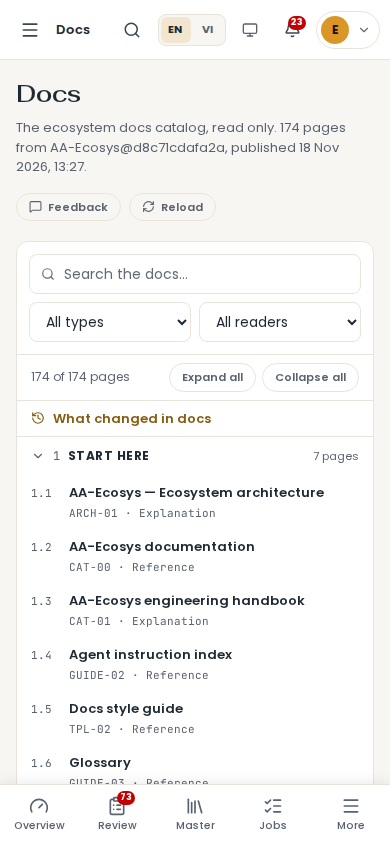 Docs
EN VI
23
E
Docs
The ecosystem docs catalog, read only. 174 pages
from AA-Ecosys@d8c71cdafa2a, published 18 Nov
2026, 13:27.
Feedback Reload
Search the docs...
All types All readers
174 of 174 pages Expand all Collapse all
What changed in docs
1 START HERE 7 pages
1.1 AA-Ecosys — Ecosystem architecture
ARCH-01 · Explanation
1.2 AA-Ecosys documentation
CAT-00 · Reference
1.3 AA-Ecosys engineering handbook
CAT-01 · Explanation
1.4 Agent instruction index
GUIDE-02 · Reference
1.5 Docs style guide
TPL-02 · Reference
1.6 Glossary
GUIDE-03 · Reference
73
Overview Review Master Jobs More